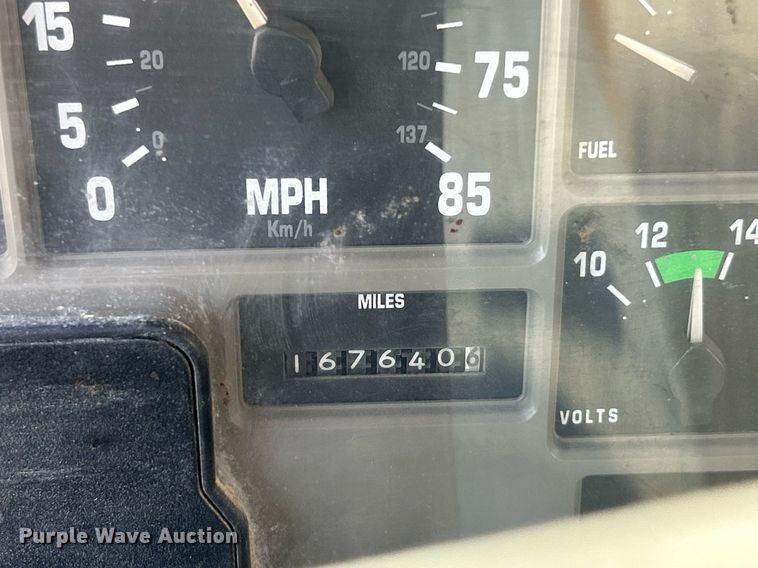 15
5
0
20
0
MPH
Km/h
120
75
137
85
FUEL
MILES
1676406
10 12 14
VOLTS
Purple Wave Auction